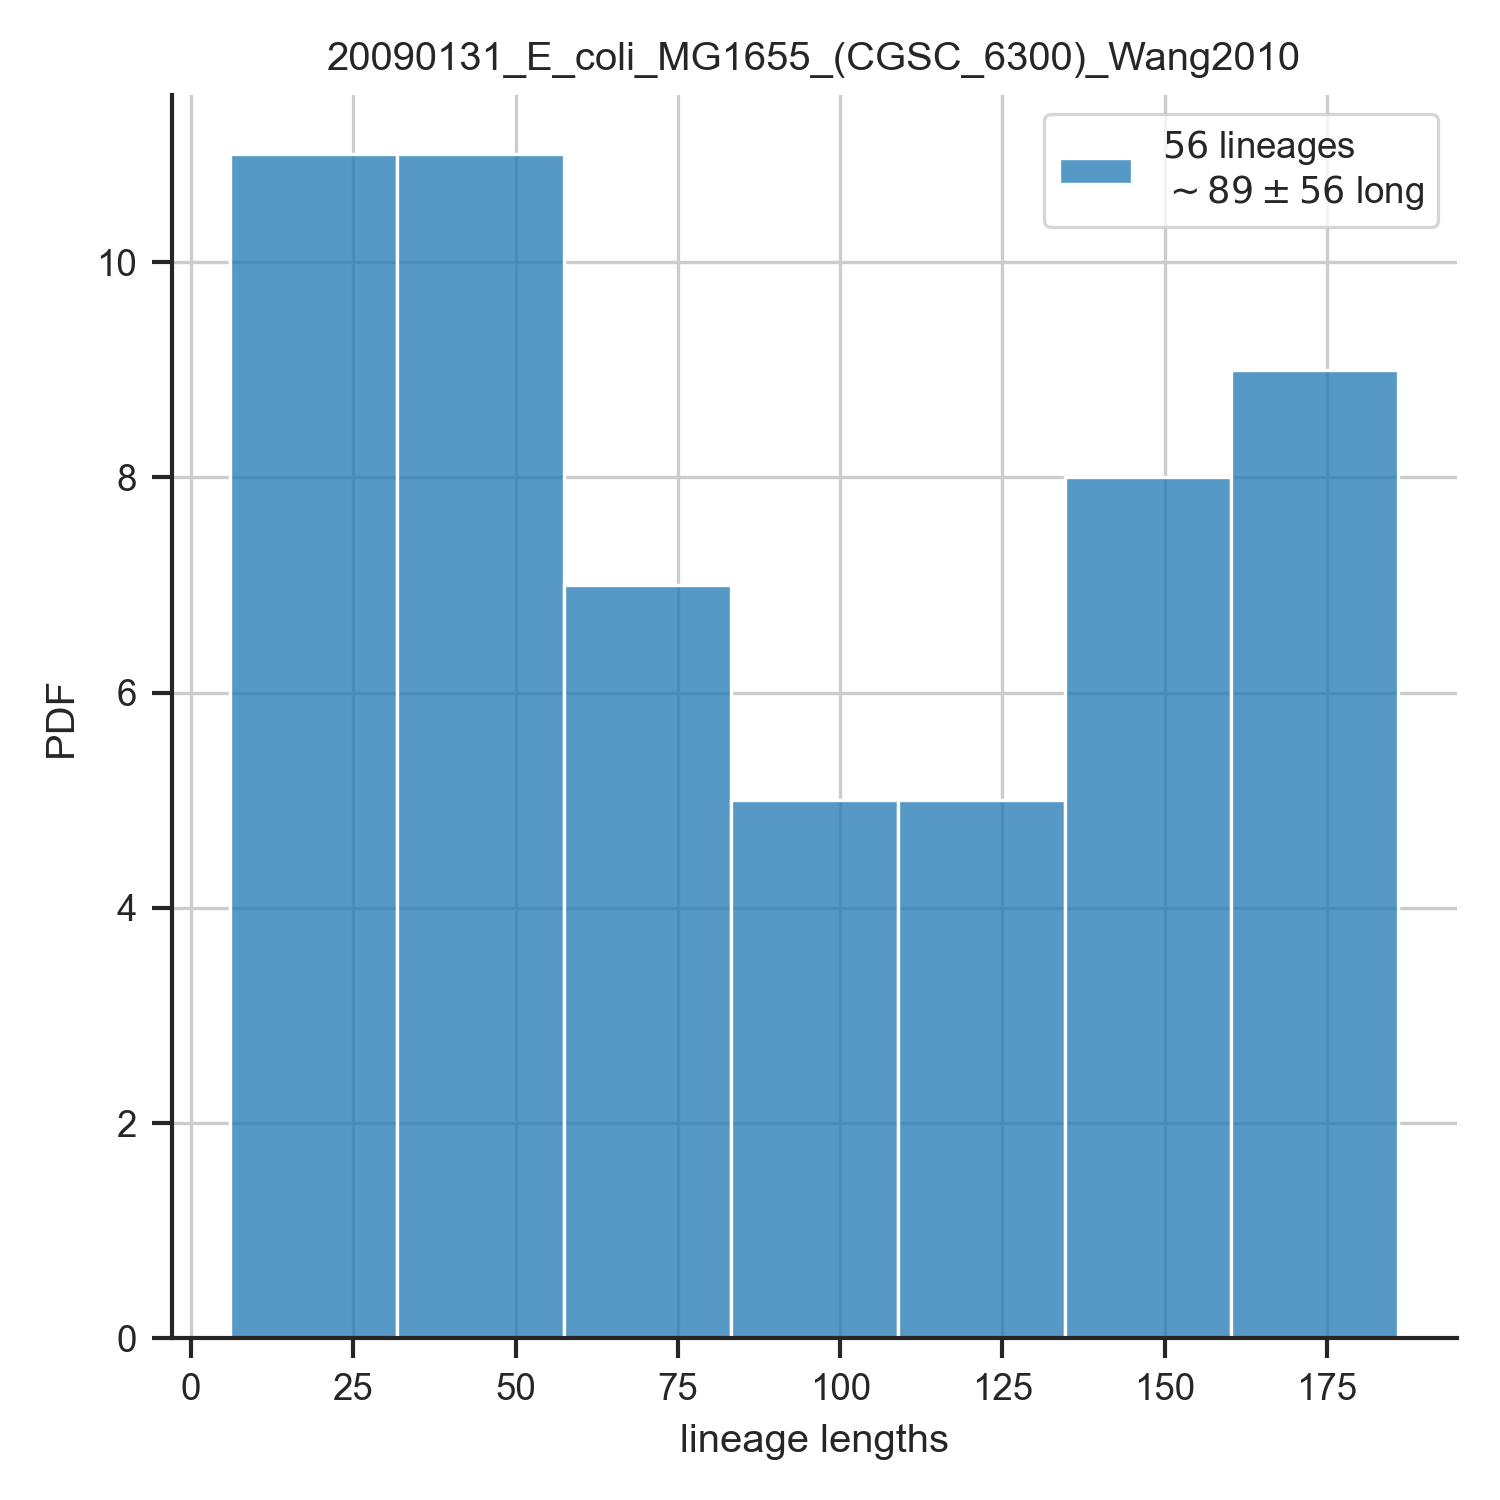 20090131_E_coli_MG1655_(CGSC_6300)_Wang2010
56 lineages
~ 89 ± 56 long
PDF
10
8
6
4
2
0
0 25 50 75 100 125 150 175
lineage lengths